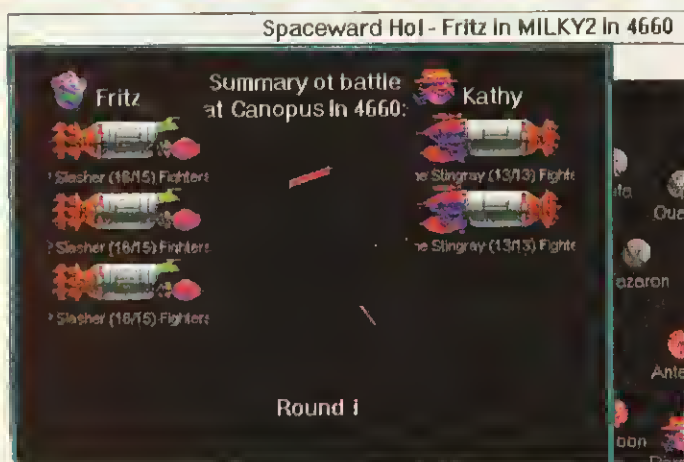 Spaceward Ho! - Fritz in MILKY2 in 4660
Fritz
Summary of battle
at Canopus in 4660:
Kathy
Slasher (16/15) Fighters
Stingray (13/13) Fighte
Slasher (16/15) Fighters
Stingray (13/13) Fighte
Slasher (16/15) Fighters
azaron
Ante
Round 1